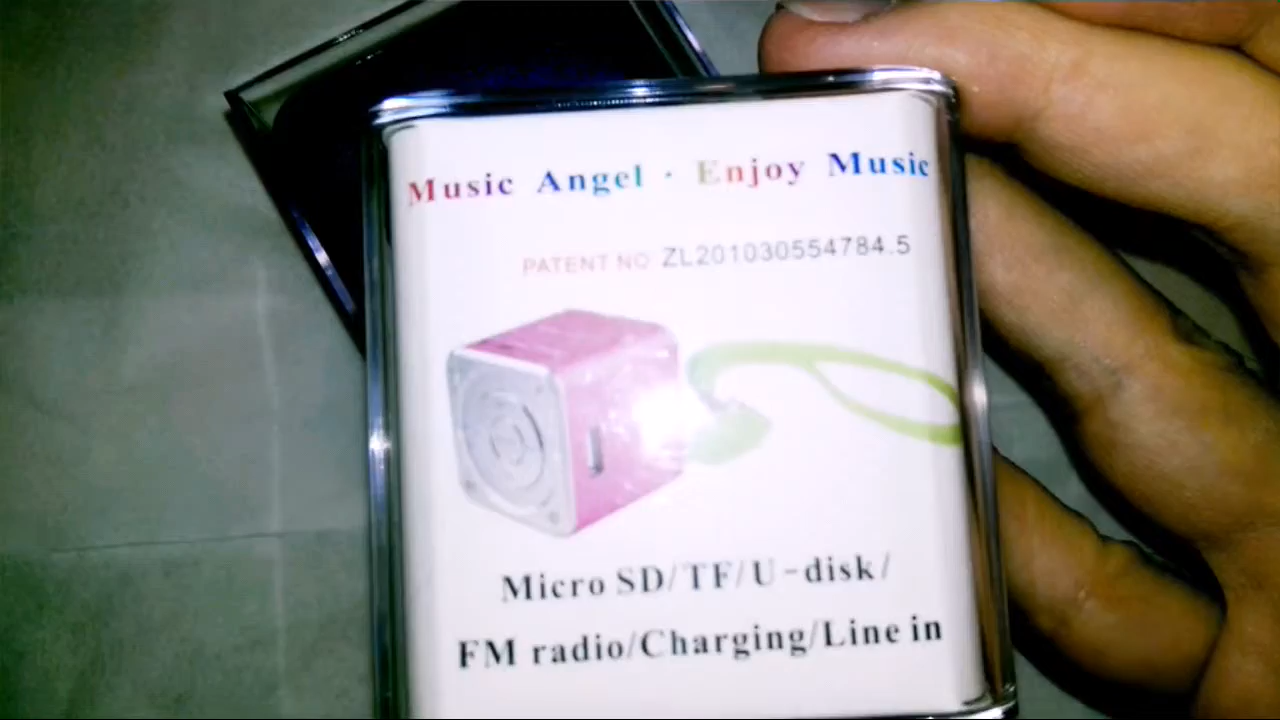 Music Angel · Enjoy Music
PATENT NO ZL201030554784.5
Micro SD/TF/U-disk/
FM radio/Charging/Line in